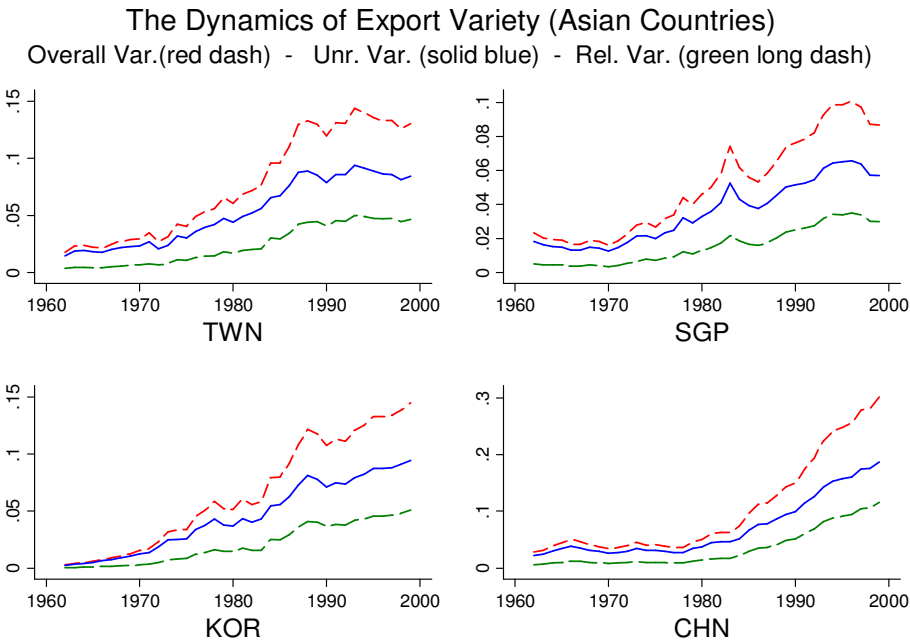 The Dynamics of Export Variety (Asian Countries)
Overall Var.(red dash)  -  Unr. Var. (solid blue)  -  Rel. Var. (green long dash)
.15
.1
.05
0
1960 1970 1980 1990 2000
TWN
.1
.08
.06
.04
.02
0
1960 1970 1980 1990 2000
SGP
.15
.1
.05
0
1960 1970 1980 1990 2000
KOR
.3
.2
.1
0
1960 1970 1980 1990 2000
CHN